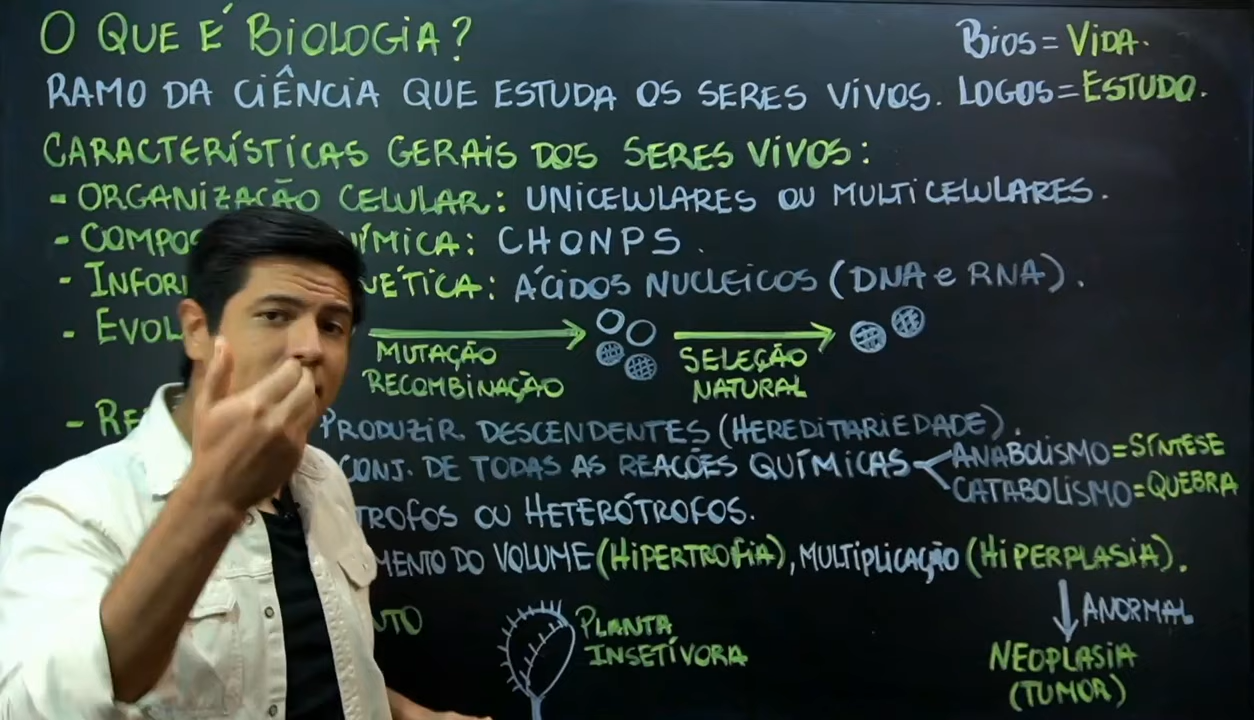 O QUE É BIOLOGIA?
BIOS = VIDA.
RAMO DA CIÊNCIA QUE ESTUDA OS SERES VIVOS.
LOGOS = ESTUDO.
CARACTERÍSTICAS GERAIS DOS SERES VIVOS:
- ORGANIZAÇÃO CELULAR: UNICELULARES OU MULTICELULARES.
- COMPOS ÍMICA: CHONPS.
- INFOR NÉTICA: ÁCIDOS NUCLEICOS (DNA e RNA).
- EVOL
MUTAÇÃO
RECOMBINAÇÃO
SELEÇÃO
NATURAL
- RE PRODUZIR DESCENDENTES (HEREDITARIEDADE).
CONJ. DE TODAS AS REAÇÕES QUÍMICAS
ANABOLISMO = SÍNTESE
CATABOLISMO = QUEBRA
TROFOS OU HETERÓTROFOS.
MENTO DO VOLUME (HIPERTROFIA), MULTIPLICAÇÃO (HIPERPLASIA).
NTO
PLANTA
INSETÍVORA
ANORMAL
NEOPLASIA
(TUMOR)